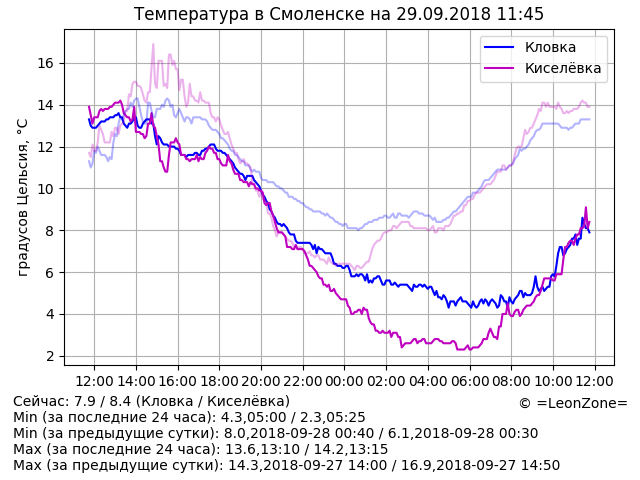 Температура в Смоленске на 29.09.2018 11:45
Кловка
Киселёвка
градусов Цельсия, °C
16
14
12
10
8
6
4
2
12:00 14:00 16:00 18:00 20:00 22:00 00:00 02:00 04:00 06:00 08:00 10:00 12:00
Сейчас: 7.9 / 8.4 (Кловка / Киселёвка)
© =LeonZone=
Min (за последние 24 часа): 4.3,05:00 / 2.3,05:25
Min (за предыдущие сутки): 8.0,2018-09-28 00:40 / 6.1,2018-09-28 00:30
Max (за последние 24 часа): 13.6,13:10 / 14.2,13:15
Max (за предыдущие сутки): 14.3,2018-09-27 14:00 / 16.9,2018-09-27 14:50